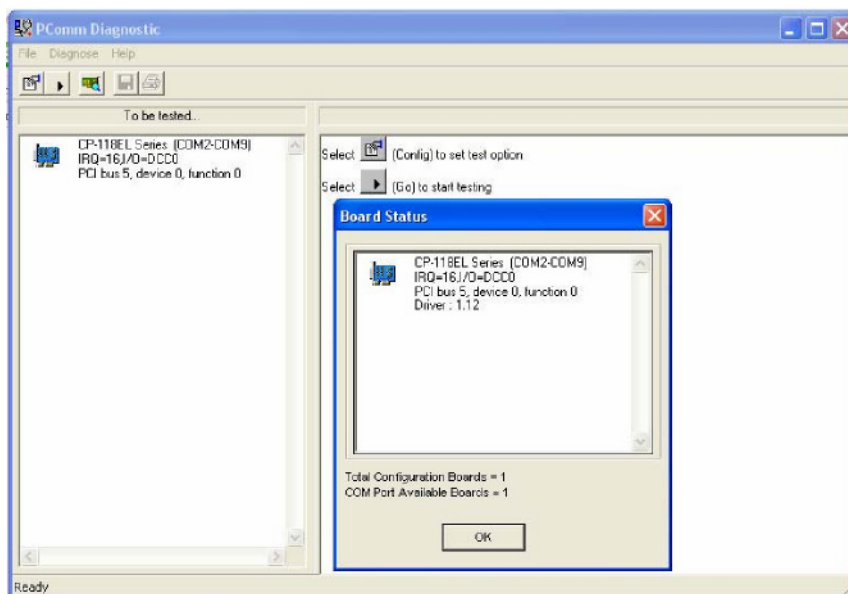 PComm Diagnostic
File Diagnose Help
To be tested...
CP-118EL Series (COM2-COM9)
IRQ=16,I/O=DCC0
PCI bus 5, device 0, function 0
Select (Config) to set test option
Select (Go) to start testing
Board Status
CP-118EL Series (COM2-COM9)
IRQ=16,I/O=DCC0
PCI bus 5, device 0, function 0
Driver : 1.12
Total Configuration Boards = 1
COM Port Available Boards = 1
OK
Ready